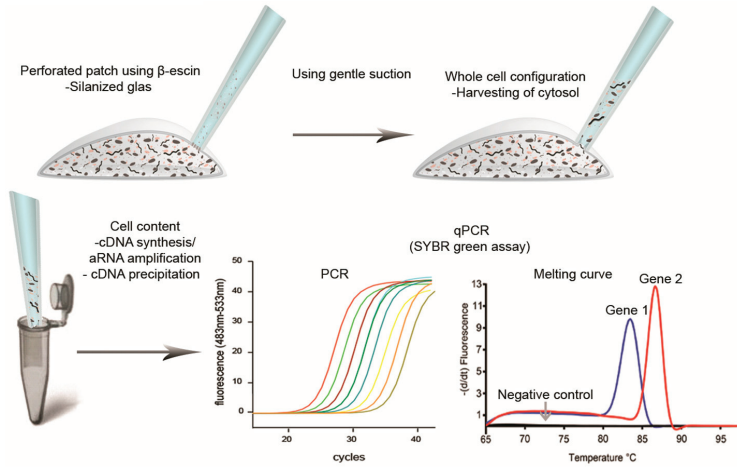 Perforated patch using β-escin
-Silanized glas
Using gentle suction
Whole cell configuration
-Harvesting of cytosol
Cell content
-cDNA synthesis/
aRNA amplification
- cDNA precipitation
qPCR
(SYBR green assay)
PCR
fluorescence (483nm-533nm)
50
40
30
20
10
0
20
30
40
cycles
Melting curve
Gene 2
Gene 1
Negative control
-(d/dt) Fluorescence
13
11
9
7
5
3
1
65
70
75
80
85
90
95
Temperature °C